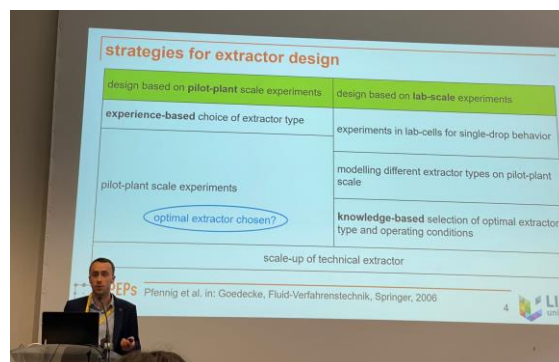 strategies for extractor design
design based on pilot-plant scale experiments
design based on lab-scale experiments
experience-based choice of extractor type
experiments in lab-cells for single-drop behavior
pilot-plant scale experiments
optimal extractor chosen?
modelling different extractor types on pilot-plant
scale
knowledge-based selection of optimal extractor
type and operating conditions
scale-up of technical extractor
PEPs
Pfennig et al. in: Goedecke, Fluid-Verfahrenstechnik, Springer, 2006
4
LI
uni